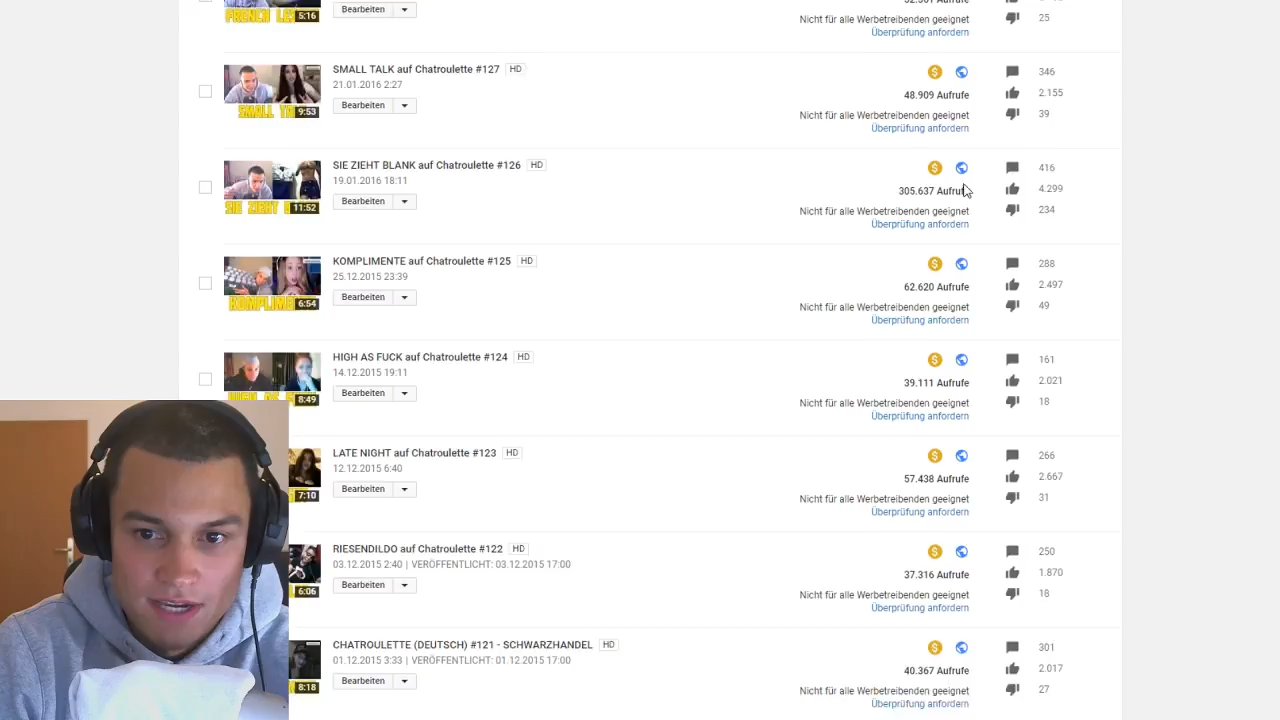 FRENCH LES
5:16
Bearbeiten
Nicht für alle Werbetreibenden geeignet
Überprüfung anfordern
25
SMALL TALK auf Chatroulette #127 HD
21.01.2016 2:27
Bearbeiten
SMALL TA
9:53
48.909 Aufrufe
Nicht für alle Werbetreibenden geeignet
Überprüfung anfordern
346
2.155
39
SIE ZIEHT BLANK auf Chatroulette #126 HD
19.01.2016 18:11
Bearbeiten
SIE ZIEHT
11:52
305.637 Aufrufe
Nicht für alle Werbetreibenden geeignet
Überprüfung anfordern
416
4.299
234
KOMPLIMENTE auf Chatroulette #125 HD
25.12.2015 23:39
Bearbeiten
KOMPLIME
6:54
62.620 Aufrufe
Nicht für alle Werbetreibenden geeignet
Überprüfung anfordern
288
2.497
49
HIGH AS FUCK auf Chatroulette #124 HD
14.12.2015 19:11
Bearbeiten
8:49
39.111 Aufrufe
Nicht für alle Werbetreibenden geeignet
Überprüfung anfordern
161
2.021
18
LATE NIGHT auf Chatroulette #123 HD
12.12.2015 6:40
Bearbeiten
7:10
57.438 Aufrufe
Nicht für alle Werbetreibenden geeignet
Überprüfung anfordern
266
2.667
31
RIESENDILDO auf Chatroulette #122 HD
03.12.2015 2:40 | VERÖFFENTLICHT: 03.12.2015 17:00
Bearbeiten
6:06
37.316 Aufrufe
Nicht für alle Werbetreibenden geeignet
Überprüfung anfordern
250
1.870
18
CHATROULETTE (DEUTSCH) #121 - SCHWARZHANDEL HD
01.12.2015 3:33 | VERÖFFENTLICHT: 01.12.2015 17:00
Bearbeiten
8:18
40.367 Aufrufe
Nicht für alle Werbetreibenden geeignet
Überprüfung anfordern
301
2.017
27